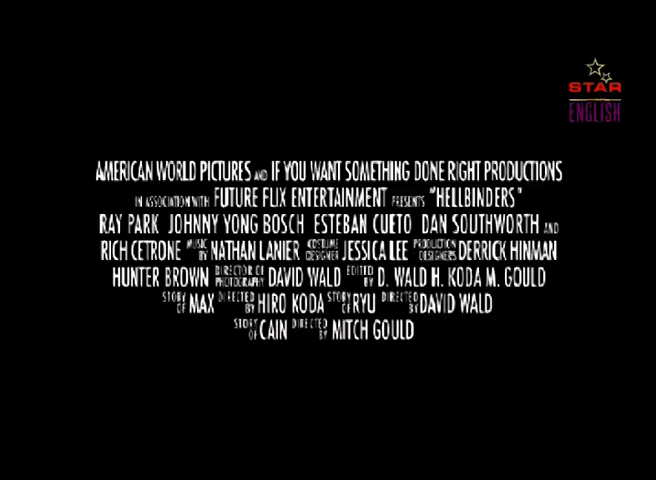 STAR
ENGLISH
AMERICAN WORLD PICTURES AND IF YOU WANT SOMETHING DONE RIGHT PRODUCTIONS
IN ASSOCIATION WITH FUTURE FLIX ENTERTAINMENT PRESENTS "HELLBINDERS"
RAY PARK JOHNNY YONG BOSCH ESTEBAN CUETO DAN SOUTHWORTH AND
RICH CETRONE MUSIC BY NATHAN LANIER COSTUME DESIGNER JESSICA LEE PRODUCTION DESIGNERS DERRICK HINMAN
HUNTER BROWN DIRECTOR OF PHOTOGRAPHY DAVID WALD EDITED BY D. WALD H. KODA M. GOULD
STORY OF MAX DIRECTED BY HIRO KODA STORY OF RYU DIRECTED BY DAVID WALD
STORY OF CAIN DIRECTED BY MITCH GOULD